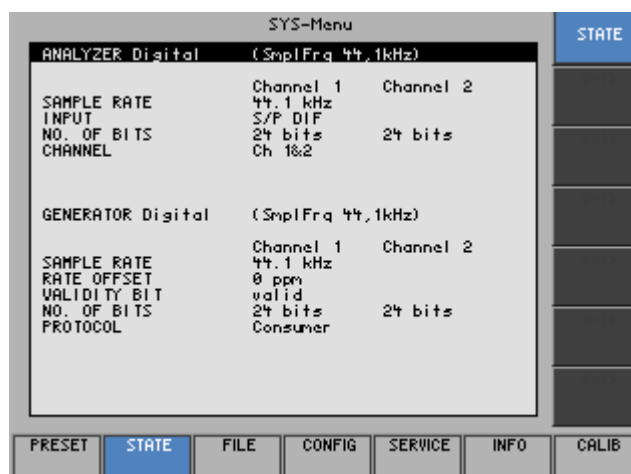 SYS-Menu
STATE
ANALYZER Digital (SmplFrq 44,1kHz)
Channel 1 Channel 2
SAMPLE RATE 44.1 kHz
INPUT S/P DIF
NO. OF BITS 24 bits 24 bits
CHANNEL Ch 1&2
GENERATOR Digital (SmplFrq 44,1kHz)
Channel 1 Channel 2
SAMPLE RATE 44.1 kHz
RATE OFFSET 0 ppm
VALIDITY BIT valid
NO. OF BITS 24 bits 24 bits
PROTOCOL Consumer
PRESET STATE FILE CONFIG SERVICE INFO CALIB